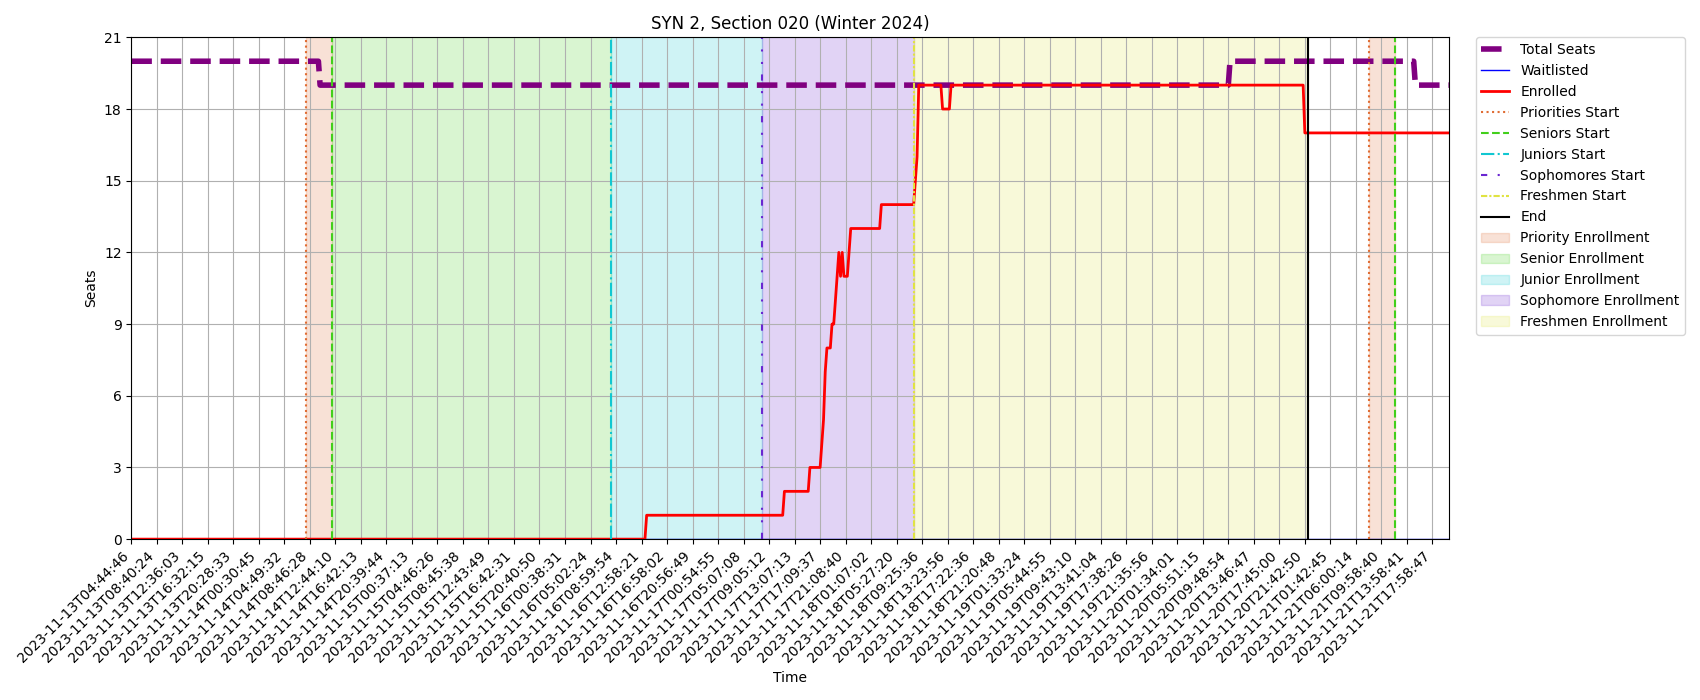 SYN 2, Section 020 (Winter 2024)
21
18
15
12
9
6
3
0
Seats
Total Seats
Waitlisted
Enrolled
Priorities Start
Seniors Start
Juniors Start
Sophomores Start
Freshmen Start
End
Priority Enrollment
Senior Enrollment
Junior Enrollment
Sophomore Enrollment
Freshmen Enrollment
2023-11-13T04:44:46
2023-11-13T08:40:24
2023-11-13T12:36:03
2023-11-13T16:32:15
2023-11-13T20:28:33
2023-11-14T00:30:45
2023-11-14T04:49:32
2023-11-14T08:46:28
2023-11-14T12:44:10
2023-11-14T16:42:13
2023-11-14T20:39:44
2023-11-15T00:37:13
2023-11-15T04:46:26
2023-11-15T08:45:38
2023-11-15T12:43:49
2023-11-15T16:42:31
2023-11-15T20:40:50
2023-11-16T00:38:31
2023-11-16T05:02:24
2023-11-16T08:59:54
2023-11-16T12:58:21
2023-11-16T16:58:02
2023-11-16T20:56:49
2023-11-17T00:54:55
2023-11-17T05:07:08
2023-11-17T09:05:12
2023-11-17T13:07:13
2023-11-17T17:09:37
2023-11-17T21:08:40
2023-11-18T01:07:02
2023-11-18T05:27:20
2023-11-18T09:25:36
2023-11-18T13:23:56
2023-11-18T17:22:36
2023-11-18T21:20:48
2023-11-19T01:33:24
2023-11-19T05:44:55
2023-11-19T09:43:10
2023-11-19T13:41:04
2023-11-19T17:38:26
2023-11-19T21:35:56
2023-11-20T01:34:01
2023-11-20T05:51:15
2023-11-20T09:48:54
2023-11-20T13:46:47
2023-11-20T17:45:00
2023-11-20T21:42:50
2023-11-21T01:42:45
2023-11-21T06:00:14
2023-11-21T09:58:40
2023-11-21T13:58:41
2023-11-21T17:58:47
Time